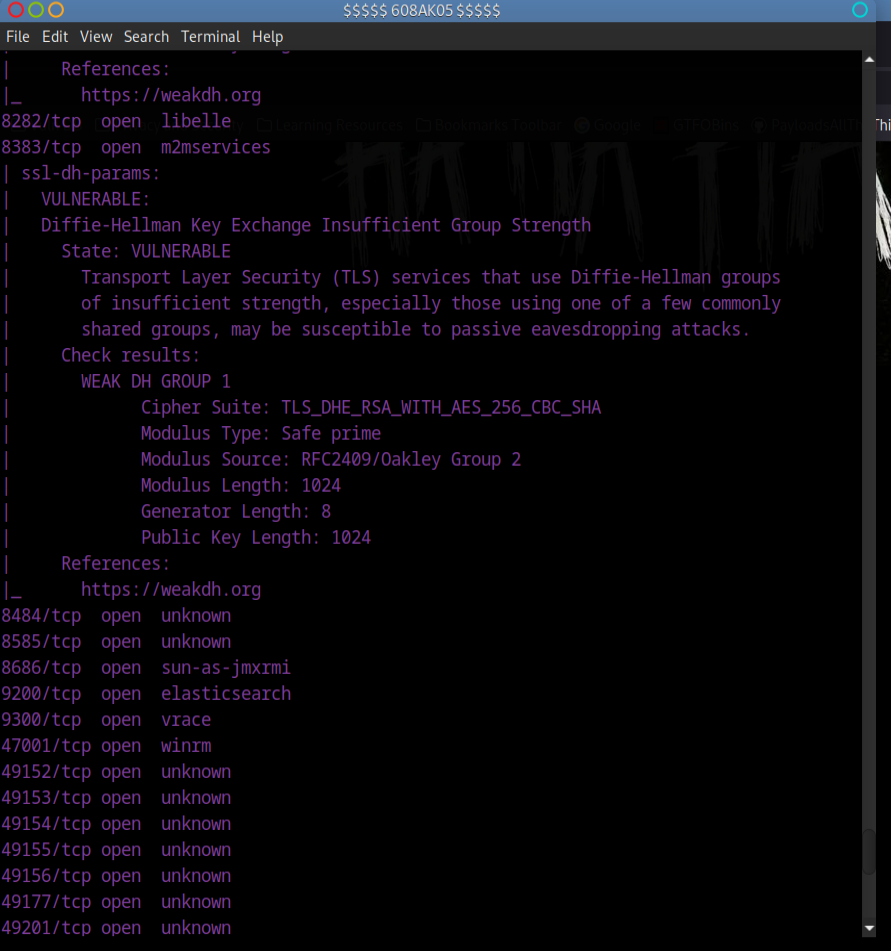 $$$$$ 608AK05 $$$$$
File Edit View Search Terminal Help
|     References:
|_      https://weakdh.org
8282/tcp  open  libelle
Learning Resources Bookmarks Toolbar Google GTFOBins
Thi
8383/tcp  open  m2mservices
| ssl-dh-params:
|   VULNERABLE:
|   Diffie-Hellman Key Exchange Insufficient Group Strength
|     State: VULNERABLE
|       Transport Layer Security (TLS) services that use Diffie-Hellman groups
|       of insufficient strength, especially those using one of a few commonly
|       shared groups, may be susceptible to passive eavesdropping attacks.
|     Check results:
|       WEAK DH GROUP 1
|             Cipher Suite: TLS_DHE_RSA_WITH_AES_256_CBC_SHA
|             Modulus Type: Safe prime
|             Modulus Source: RFC2409/Oakley Group 2
|             Modulus Length: 1024
|             Generator Length: 8
|             Public Key Length: 1024
|     References:
|_      https://weakdh.org
8484/tcp  open  unknown
8585/tcp  open  unknown
8686/tcp  open  sun-as-jmxrmi
9200/tcp  open  elasticsearch
9300/tcp  open  vrace
47001/tcp open  winrm
49152/tcp open  unknown
49153/tcp open  unknown
49154/tcp open  unknown
49155/tcp open  unknown
49156/tcp open  unknown
49177/tcp open  unknown
49201/tcp open  unknown